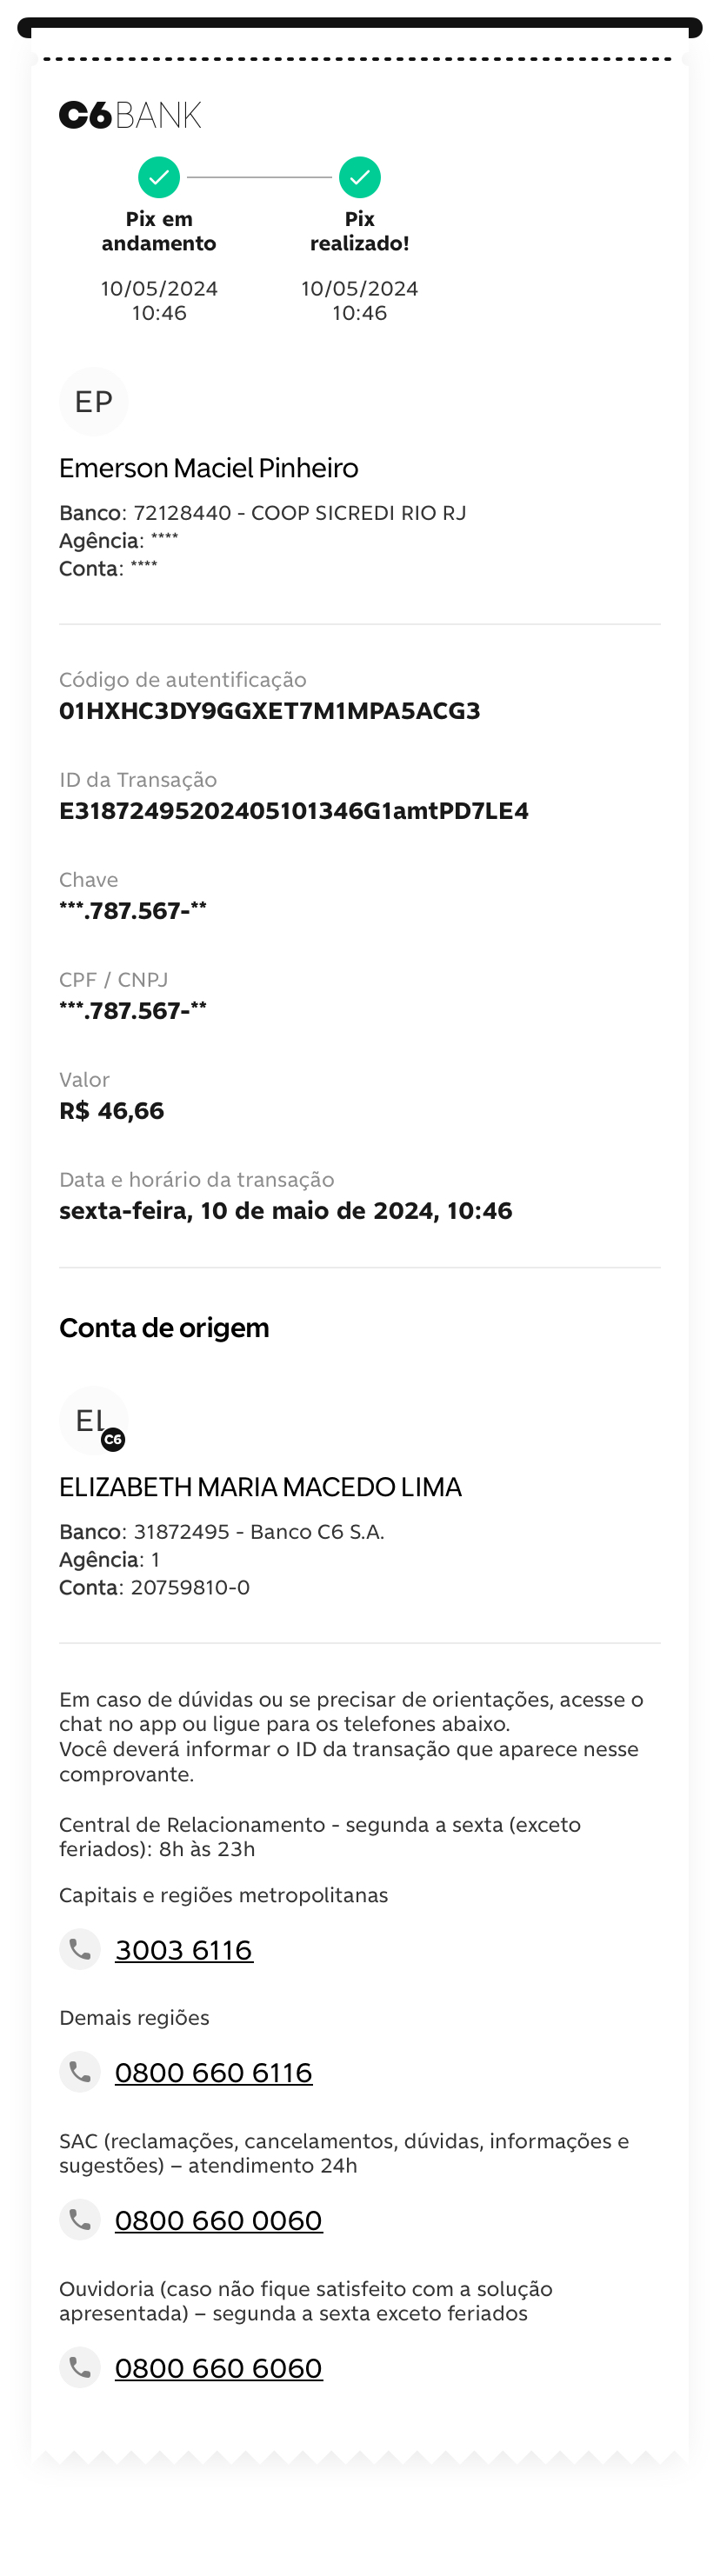 C6BANK
Pix em
andamento
Pix
realizado!
10/05/2024
10:46
10/05/2024
10:46
EP
Emerson Maciel Pinheiro
Banco: 72128440 - COOP SICREDI RIO RJ
Agência: ****
Conta: ****
Código de autentificação
01HXHC3DY9GGXET7M1MPA5ACG3
ID da Transação
E31872495202405101346G1amtPD7LE4
Chave
***.787.567-**
CPF / CNPJ
***.787.567-**
Valor
R$ 46,66
Data e horário da transação
sexta-feira, 10 de maio de 2024, 10:46
Conta de origem
EL
C6
ELIZABETH MARIA MACEDO LIMA
Banco: 31872495 - Banco C6 S.A.
Agência: 1
Conta: 20759810-0
Em caso de dúvidas ou se precisar de orientações, acesse o
chat no app ou ligue para os telefones abaixo.
Você deverá informar o ID da transação que aparece nesse
comprovante.
Central de Relacionamento - segunda a sexta (exceto
feriados): 8h às 23h
Capitais e regiões metropolitanas
3003 6116
Demais regiões
0800 660 6116
SAC (reclamações, cancelamentos, dúvidas, informações e
sugestões) – atendimento 24h
0800 660 0060
Ouvidoria (caso não fique satisfeito com a solução
apresentada) – segunda a sexta exceto feriados
0800 660 6060